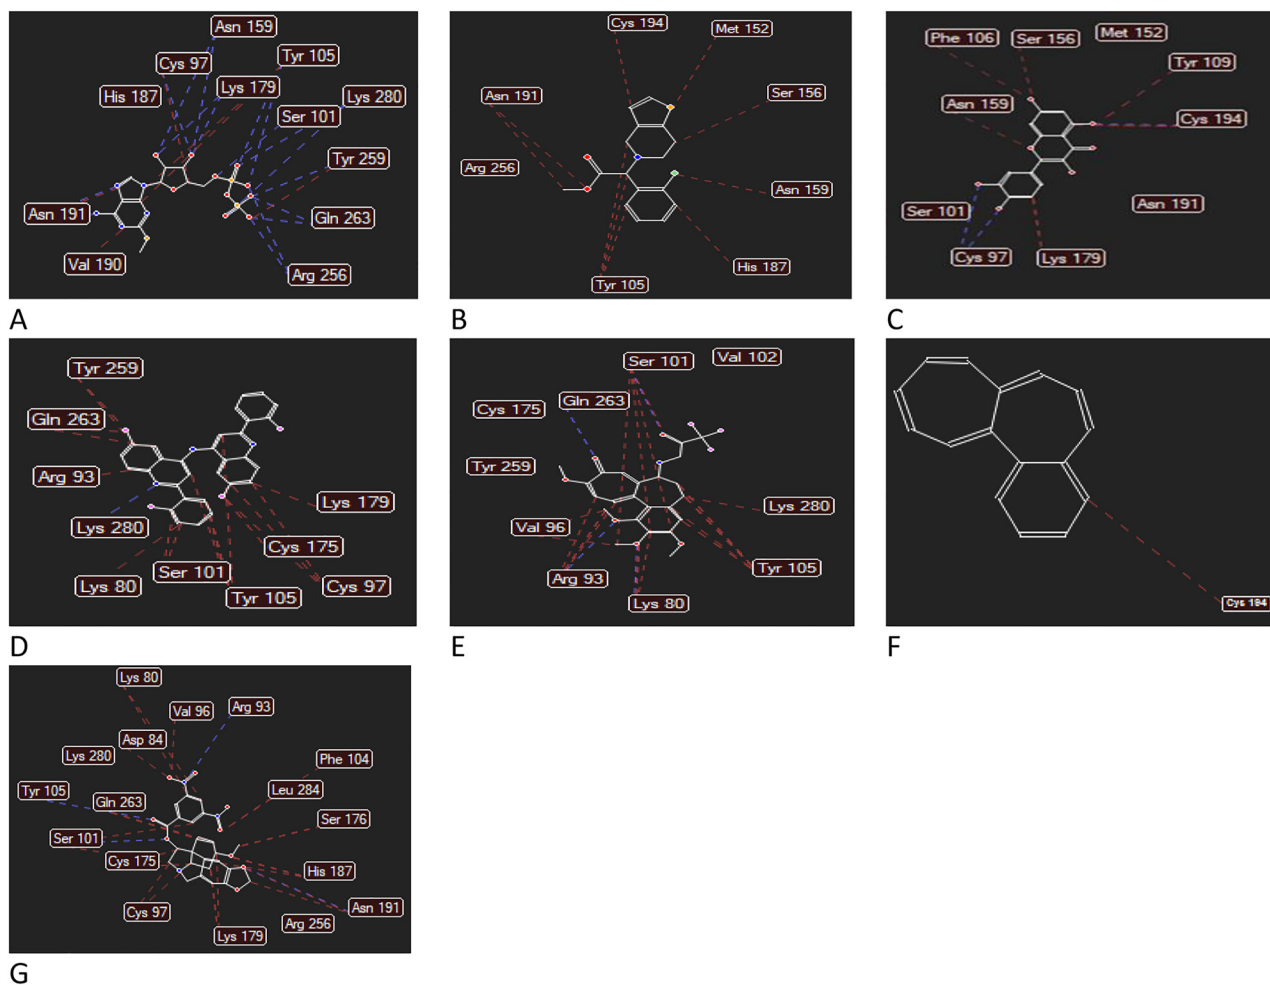 Asn 159
Cys 97
Tyr 105
His 187
Lys 179
Lys 280
Ser 101
Tyr 259
Asn 191
Gln 263
Val 190
Arg 256
A
Cys 194
Met 152
Asn 191
Ser 156
Arg 256
Asn 159
His 187
Tyr 105
B
Phe 106
Ser 156
Met 152
Tyr 109
Asn 159
Cys 194
Ser 101
Asn 191
Cys 97
Lys 179
C
Tyr 259
Gln 263
Arg 93
Lys 179
Lys 280
Cys 175
Lys 80
Ser 101
Tyr 105
Cys 97
D
Ser 101
Val 102
Cys 175
Gln 263
Tyr 259
Lys 280
Val 96
Arg 93
Tyr 105
Lys 80
E
Cys 194
F
Lys 80
Val 96
Arg 93
Asp 84
Lys 280
Phe 104
Tyr 105
Gln 263
Leu 284
Ser 101
Ser 176
Cys 175
His 187
Cys 97
Asn 191
Arg 256
Lys 179
G